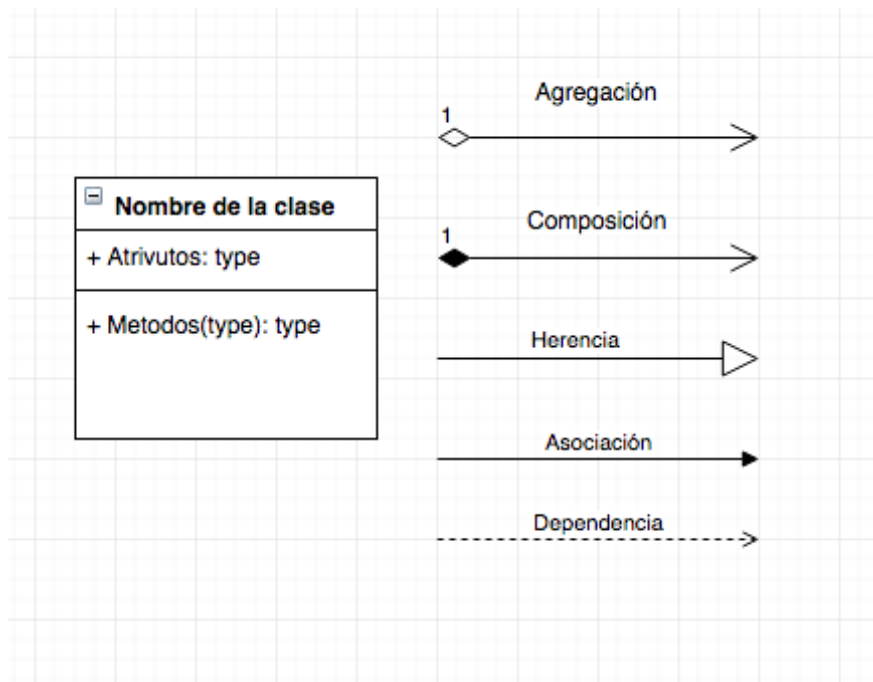 Nombre de la clase
+ Atrivutos: type
+ Metodos(type): type
Agregación
1
Composición
1
Herencia
Asociación
Dependencia